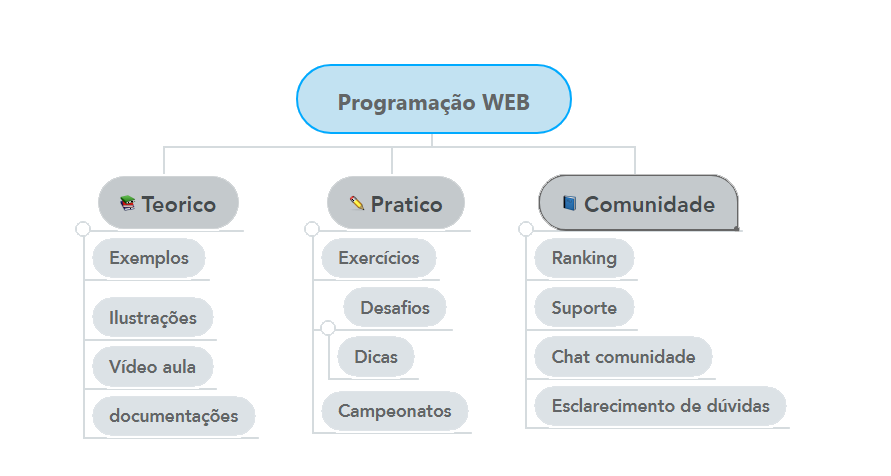 Programação WEB
Teorico
Exemplos
Ilustrações
Vídeo aula
documentações
Pratico
Exercícios
Desafios
Dicas
Campeonatos
Comunidade
Ranking
Suporte
Chat comunidade
Esclarecimento de dúvidas